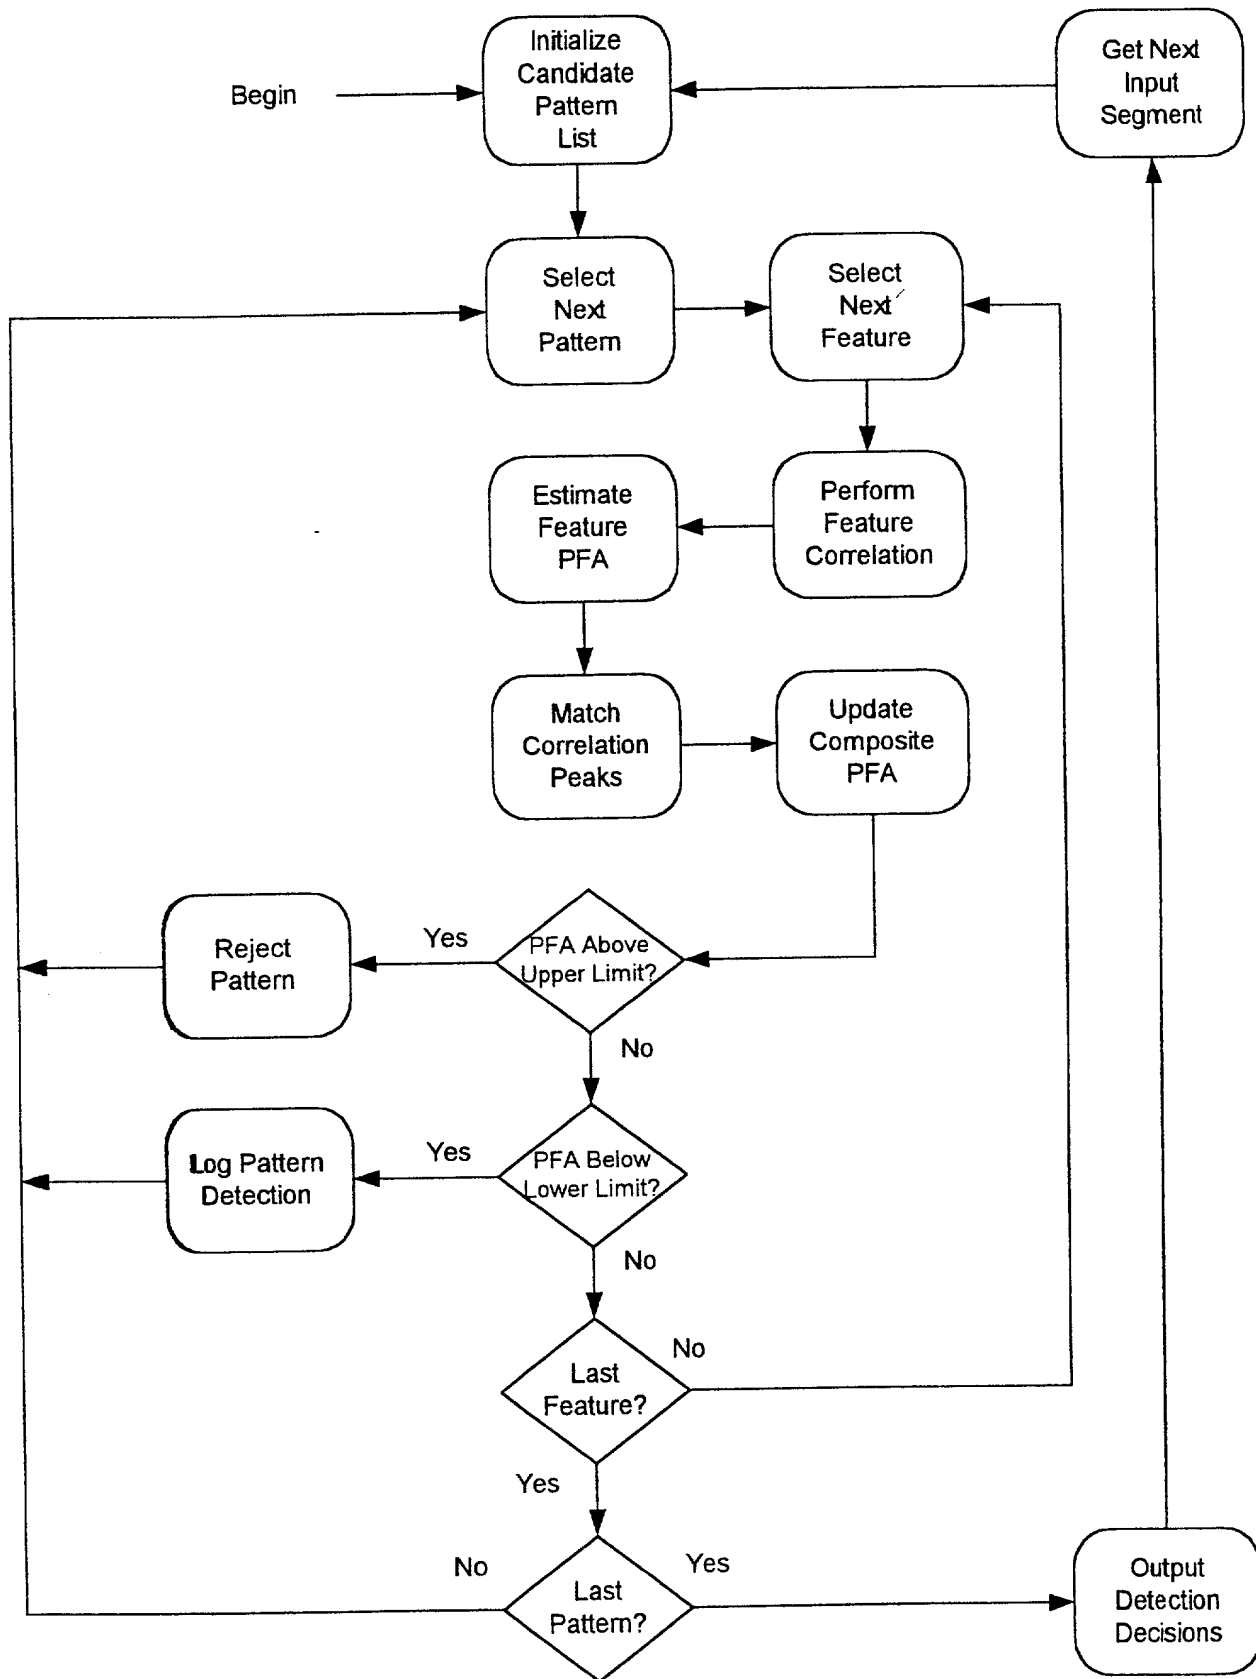 Initialize
Candidate
Pattern
List
Begin
Get Next
Input
Segment
Select
Next
Pattern
Select
Next
Feature
Estimate
Feature
PFA
Perform
Feature
Correlation
Match
Correlation
Peaks
Update
Composite
PFA
Reject
Pattern
Yes
PFA Above
Upper Limit?
No
Log Pattern
Detection
Yes
PFA Below
Lower Limit?
No
Last
Feature?
No
Yes
No
Last
Pattern?
Yes
Output
Detection
Decisions